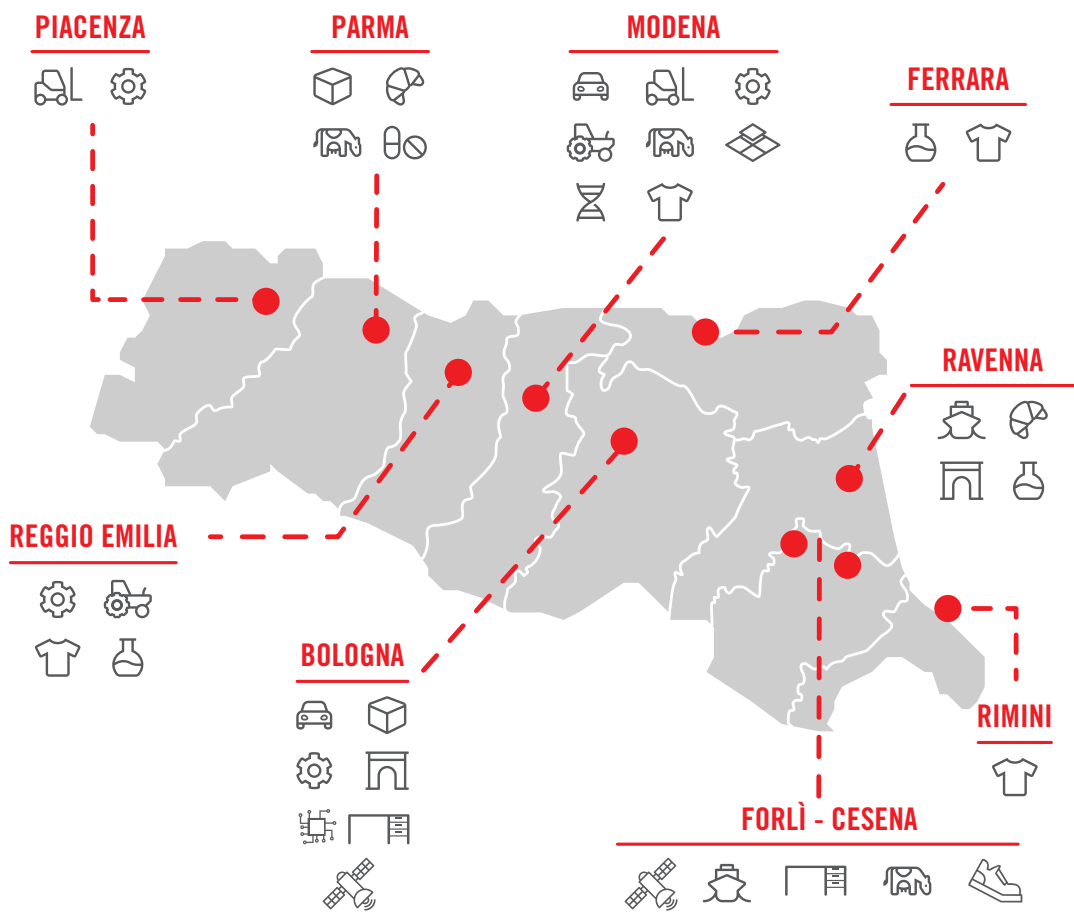 PIACENZA
PARMA
MODENA
FERRARA
RAVENNA
REGGIO EMILIA
BOLOGNA
RIMINI
FORLÌ - CESENA